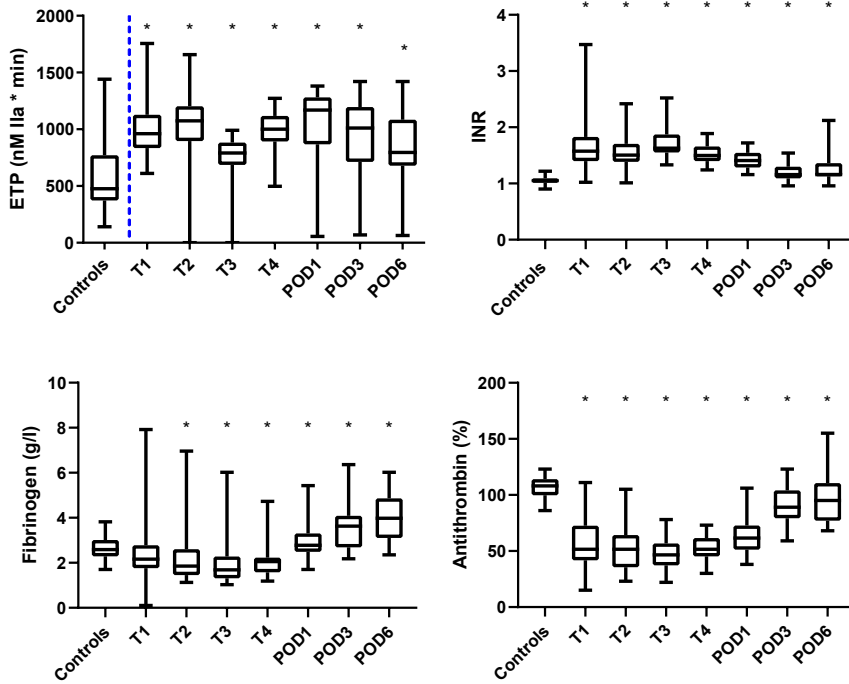 ETP (nM IIa * min)
2000
1500
1000
500
0
* * * * * * *
Controls T1 T2 T3 T4 POD1 POD3 POD6
INR
4
3
2
1
0
* * * * * * *
Controls T1 T2 T3 T4 POD1 POD3 POD6
Fibrinogen (g/l)
10
8
6
4
2
0
* * * * * *
Controls T1 T2 T3 T4 POD1 POD3 POD6
Antithrombin (%)
200
150
100
50
0
* * * * * * *
Controls T1 T2 T3 T4 POD1 POD3 POD6